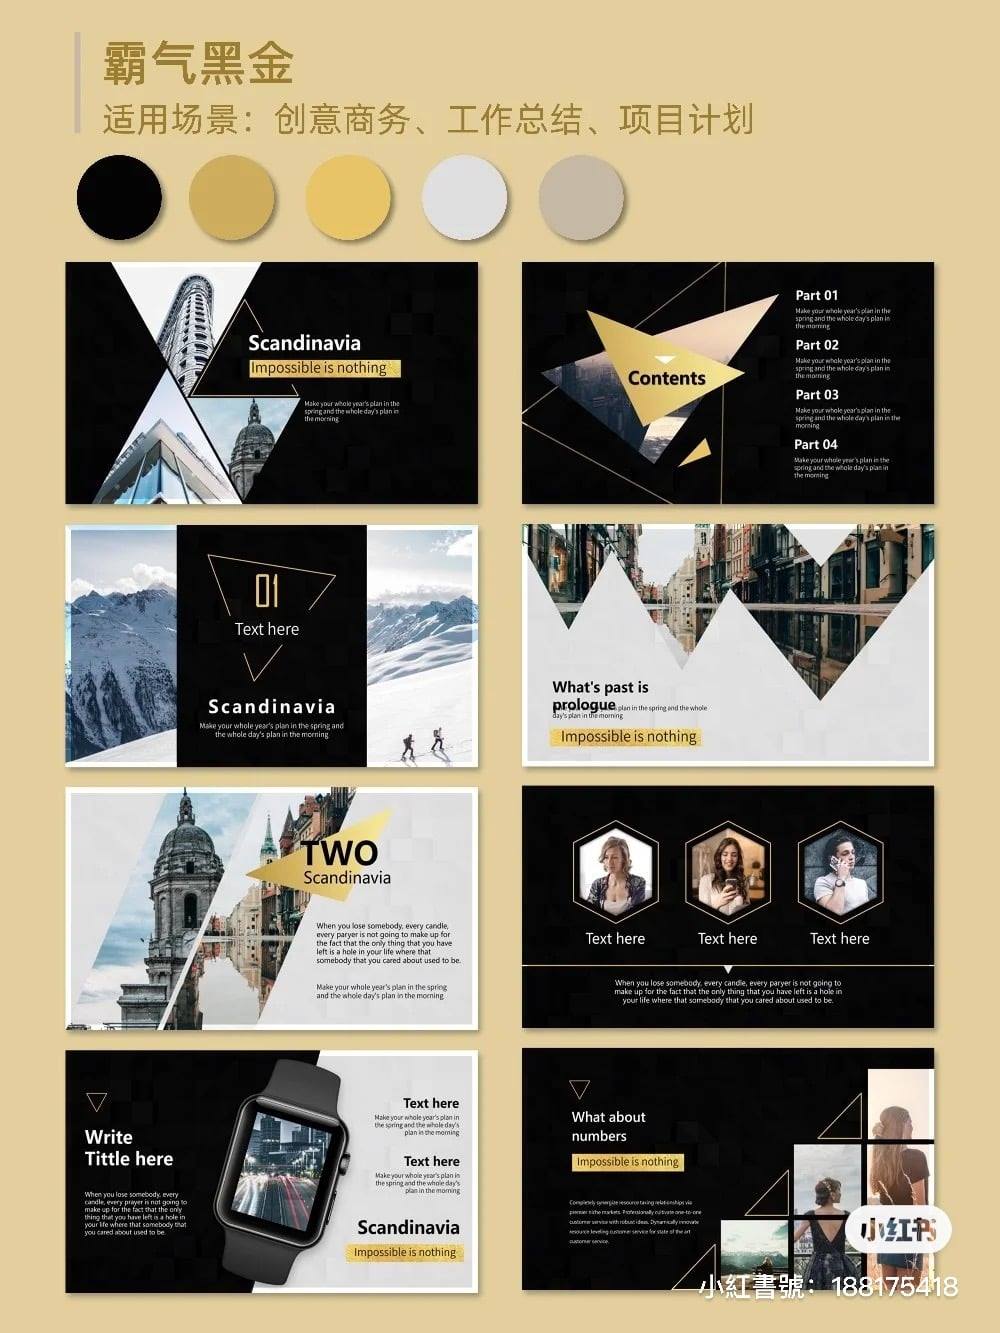 霸气黑金
适用场景：创意商务、工作总结、项目计划
Scandinavia
Impossible is nothing
Make your whole year's plan in the
spring and the whole day's plan in
the morning
Contents
Part 01
Make your whole year's plan in the
spring and the whole day's plan in
the morning
Part 02
Make your whole year's plan in the
spring and the whole day's plan in
the morning
Part 03
Make your whole year's plan in the
spring and the whole day's plan in the
morning
Part 04
Make your whole year's plan in the
spring and the whole day's plan in
the morning
01
Text here
Scandinavia
Make your whole year's plan in the spring and
the whole day's plan in the morning
What's past is
prologue
plan in the spring and the whole
day's plan in the morning
Impossible is nothing
TWO
Scandinavia
When you lose somebody, every candle,
every paryer is not going to make up for
the fact that the only thing that you have
left is a hole in your life where that
somebody that you cared about used to be.
Make your whole year's plan in the spring
and the whole day's plan in the morning
Text here
Text here
Text here
When you lose somebody, every candle, every prayer is not going to
make up for the fact that the only thing that you have left is a hole in
your life where that somebody that you cared about used to be.
Write
Tittle here
When you lose somebody, every
candle, every prayer is not going to
make up for the fact that the only
thing that you have left is a hole in
your life where that somebody that
you cared about used to be.
Text here
Make your whole year's plan in
the spring and the whole day's
plan in the morning
Text here
Make your whole year's plan in
the spring and the whole day's
plan in the morning
Scandinavia
Impossible is nothing
What about
numbers
Impossible is nothing
Completely synergize resource taxing relationships via
premier niche markets. Professionally cultivate one-to-one
customer service with robust ideas. Dynamically innovate
resource leveling customer service for state of the art
customer service.
小红书
小紅書號：188175418